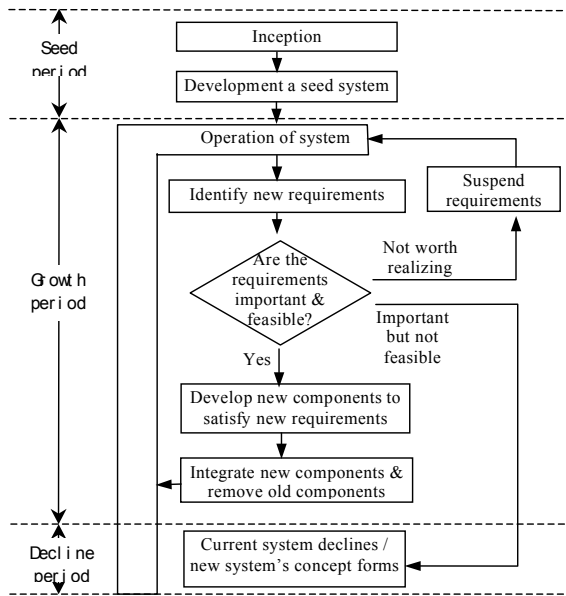 Seed
period
Inception
Development a seed system
Operation of system
Identify new requirements
Suspend
requirements
Growth
period
Are the
requirements
important &
feasible?
Not worth
realizing
Important
but not
feasible
Yes
Develop new components to
satisfy new requirements
Integrate new components &
remove old components
Decline
period
Current system declines /
new system's concept forms